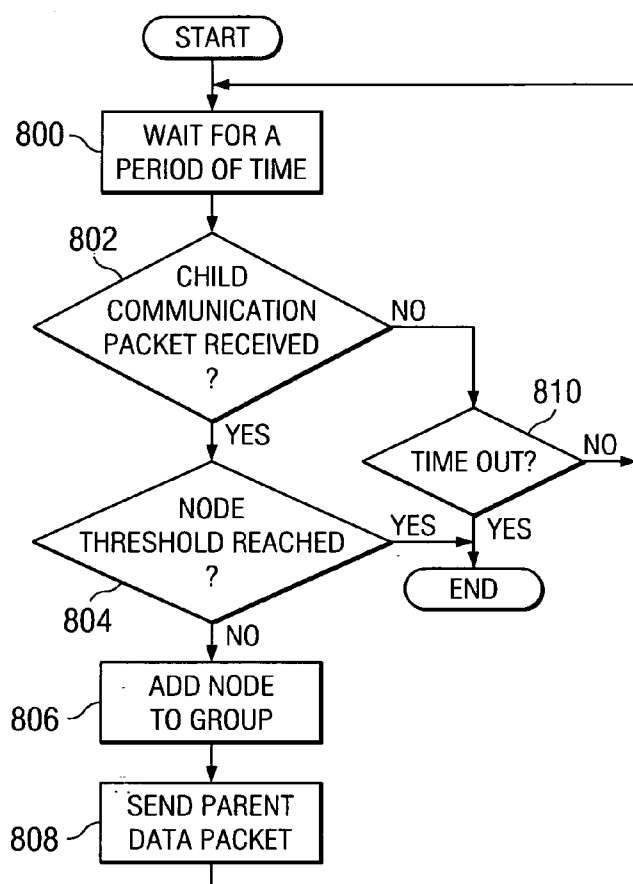 START
800
WAIT FOR A
PERIOD OF TIME
802
CHILD
COMMUNICATION
PACKET RECEIVED
?
NO
YES
810
TIME OUT?
NO
YES
NODE
THRESHOLD REACHED
?
YES
804
NO
END
806
ADD NODE
TO GROUP
808
SEND PARENT
DATA PACKET